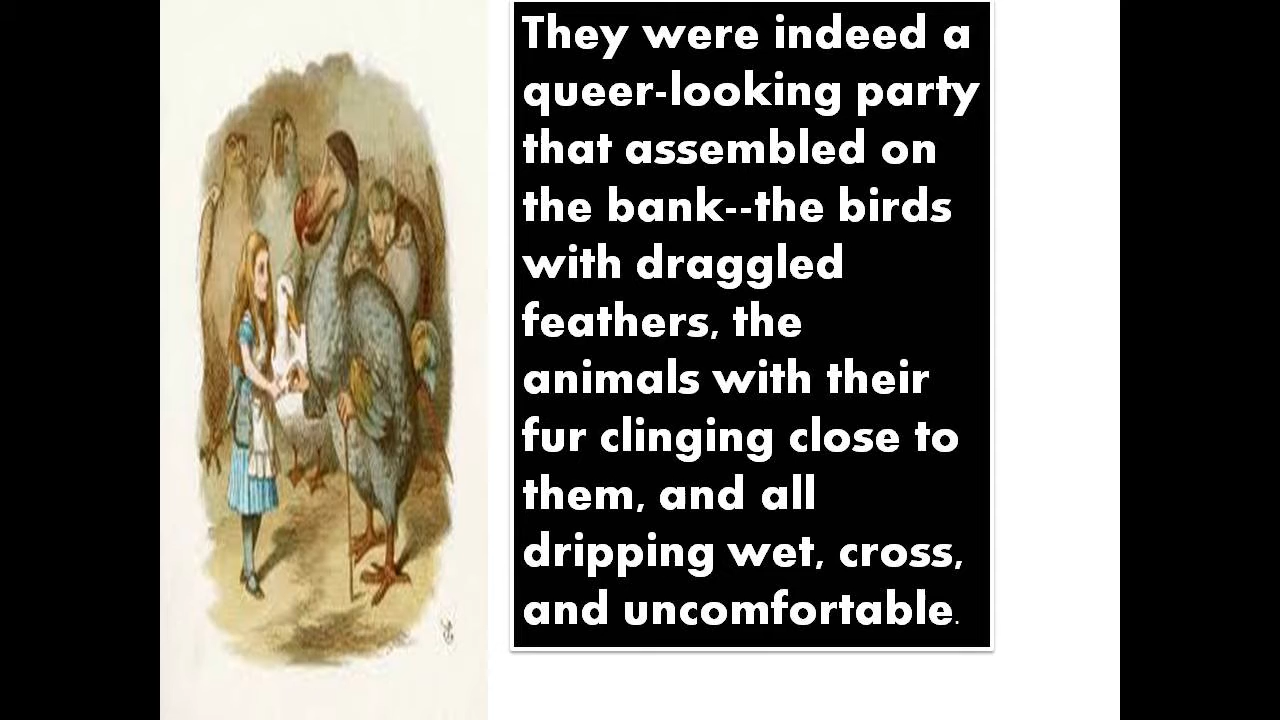 They were indeed a
queer-looking party
that assembled on
the bank--the birds
with draggled
feathers, the
animals with their
fur clinging close to
them, and all
dripping wet, cross,
and uncomfortable.